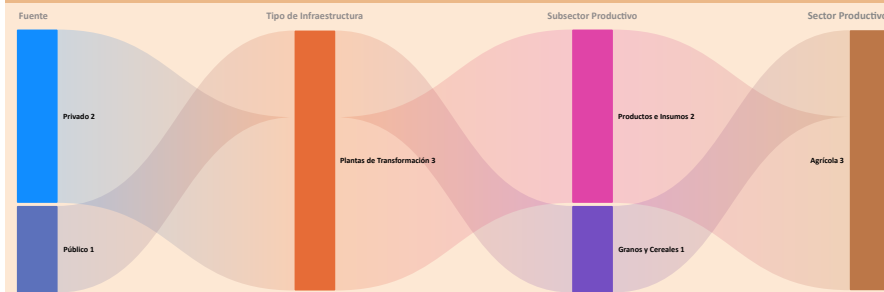 Fuente
Tipo de Infraestructura
Subsector Productivo
Sector Productivo
Privado 2
Productos e Insumos 2
Plantas de Transformación 3
Agrícola 3
Público 1
Granos y Cereales 1